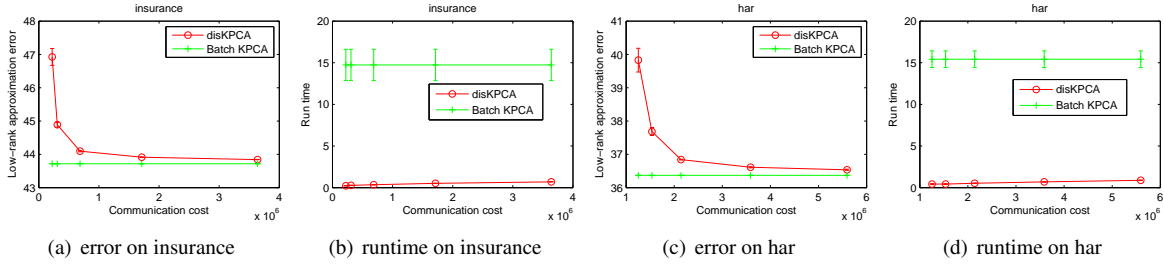 insurance
48
47
46
45
44
43
Low-rank approximation error
disKPCA
Batch KPCA
0 1 2 3 4
Communication cost
x 10^6
(a) error on insurance
insurance
20
15
10
5
0
Run time
disKPCA
Batch KPCA
0 1 2 3 4
Communication cost
x 10^6
(b) runtime on insurance
har
41
40
39
38
37
36
Low-rank approximation error
disKPCA
Batch KPCA
1 2 3 4 5 6
Communication cost
x 10^6
(c) error on har
har
20
15
10
5
0
Run time
disKPCA
Batch KPCA
1 2 3 4 5 6
Communication cost
x 10^6
(d) runtime on har